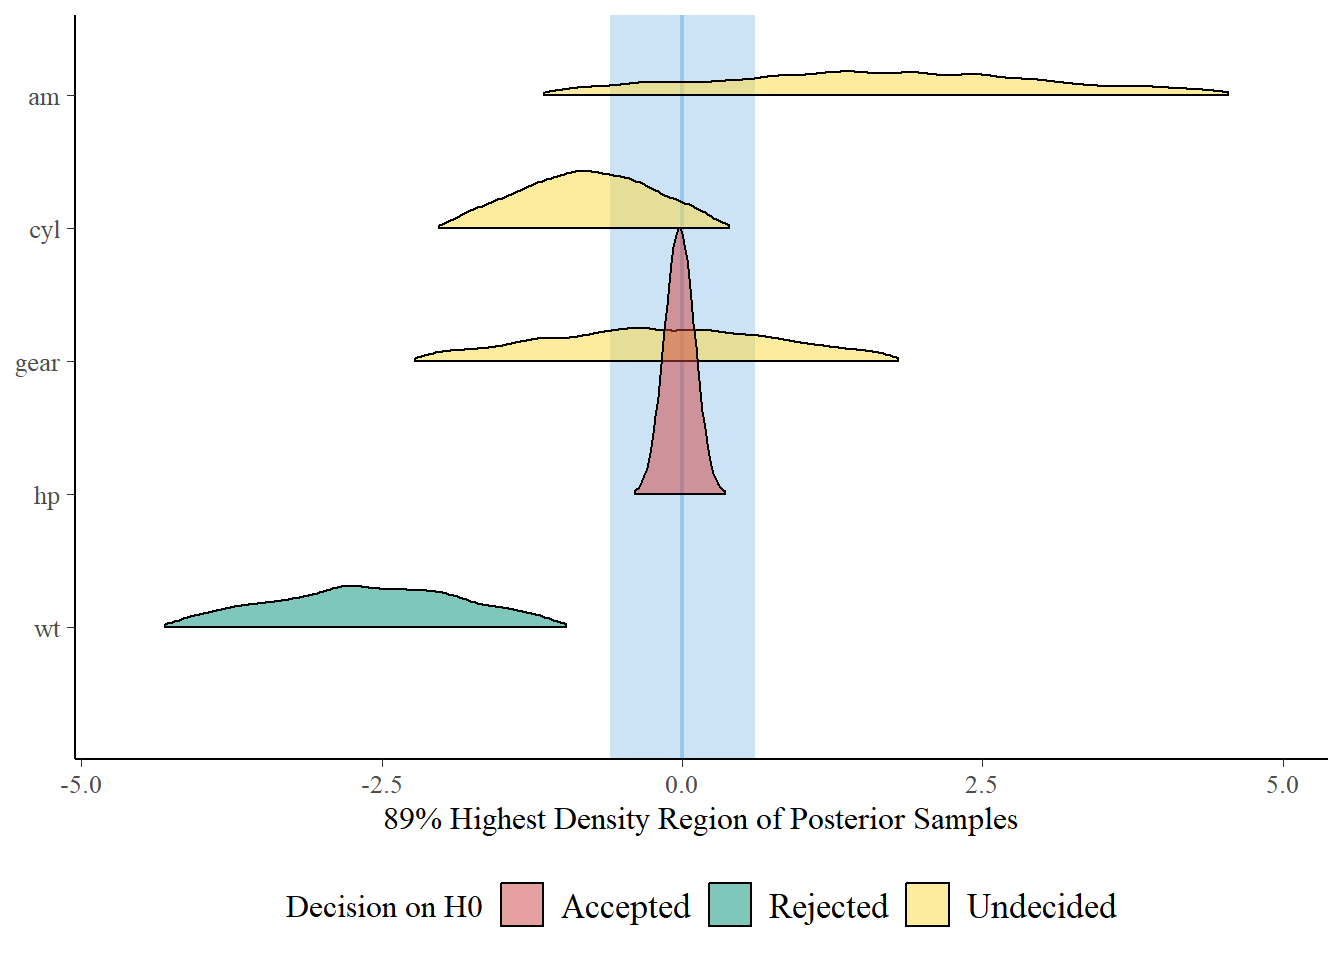 am
cyl
gear
hp
wt
-5.0 -2.5 0.0 2.5 5.0
89% Highest Density Region of Posterior Samples
Decision on H0 Accepted Rejected Undecided